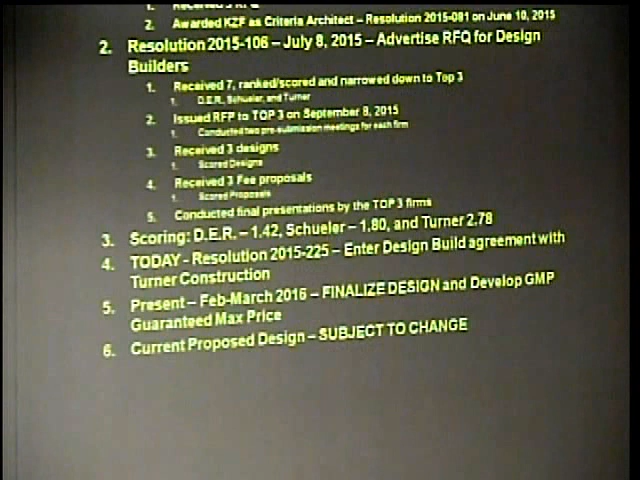 1. Received 3 RFQ
2. Awarded KZF as Criteria Architect – Resolution 2015-081 on June 10, 2015
2. Resolution 2015-106 – July 8, 2015 – Advertise RFQ for Design
Builders
1. Received 7, ranked/scored and narrowed down to Top 3
1. D.E.R., Schueler, and Turner
2. Issued RFP to TOP 3 on September 8, 2015
1. Conducted two pre-submission meetings for each firm
3. Received 3 designs
1. Scored Designs
4. Received 3 Fee proposals
1. Scored Proposals
5. Conducted final presentations by the TOP 3 firms
3. Scoring: D.E.R. – 1.42, Schueler – 1.80, and Turner 2.78
4. TODAY - Resolution 2015-225 – Enter Design Build agreement with
Turner Construction
5. Present – Feb-March 2016 – FINALIZE DESIGN and Develop GMP
Guaranteed Max Price
6. Current Proposed Design – SUBJECT TO CHANGE